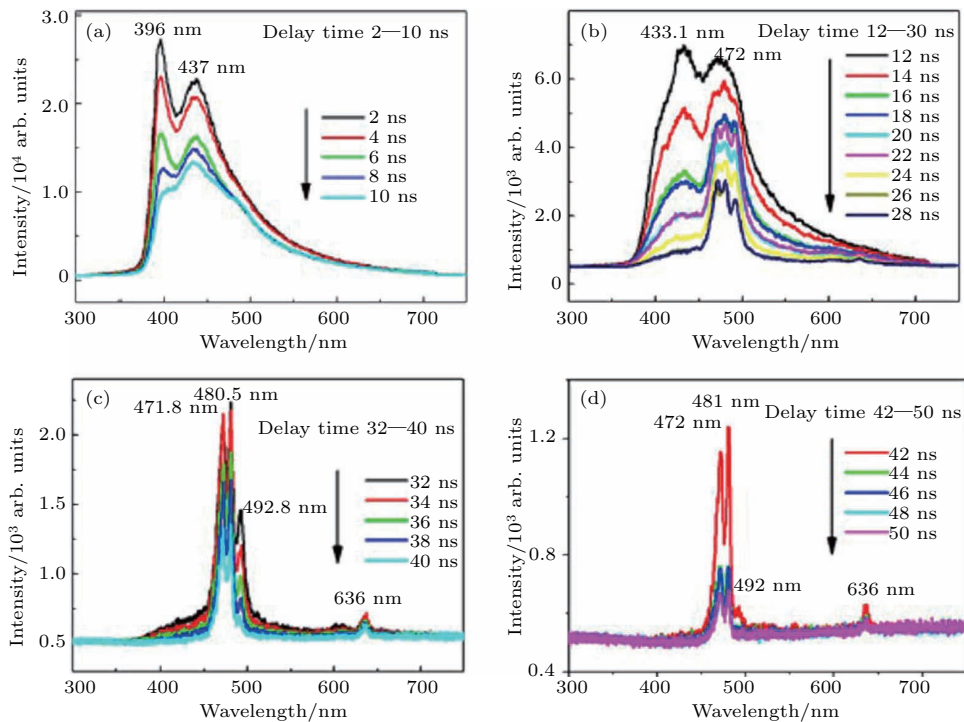 (a)
396 nm
Delay time 2—10 ns
437 nm
2 ns
4 ns
6 ns
8 ns
10 ns
3.0
2.0
1.0
0
Intensity/10⁴ arb. units
300
400
500
600
700
Wavelength/nm
(b)
433.1 nm
Delay time 12—30 ns
472 nm
12 ns
14 ns
16 ns
18 ns
20 ns
22 ns
24 ns
26 ns
28 ns
6.0
4.0
2.0
0
Intensity/10³ arb. units
300
400
500
600
700
Wavelength/nm
(c)
480.5 nm
471.8 nm
Delay time 32—40 ns
492.8 nm
32 ns
34 ns
36 ns
38 ns
40 ns
636 nm
2.0
1.5
1.0
0.5
Intensity/10³ arb. units
300
400
500
600
700
Wavelength/nm
(d)
481 nm
472 nm
Delay time 42—50 ns
42 ns
44 ns
46 ns
48 ns
50 ns
492 nm
636 nm
1.2
0.8
0.4
Intensity/10³ arb. units
300
400
500
600
700
Wavelength/nm